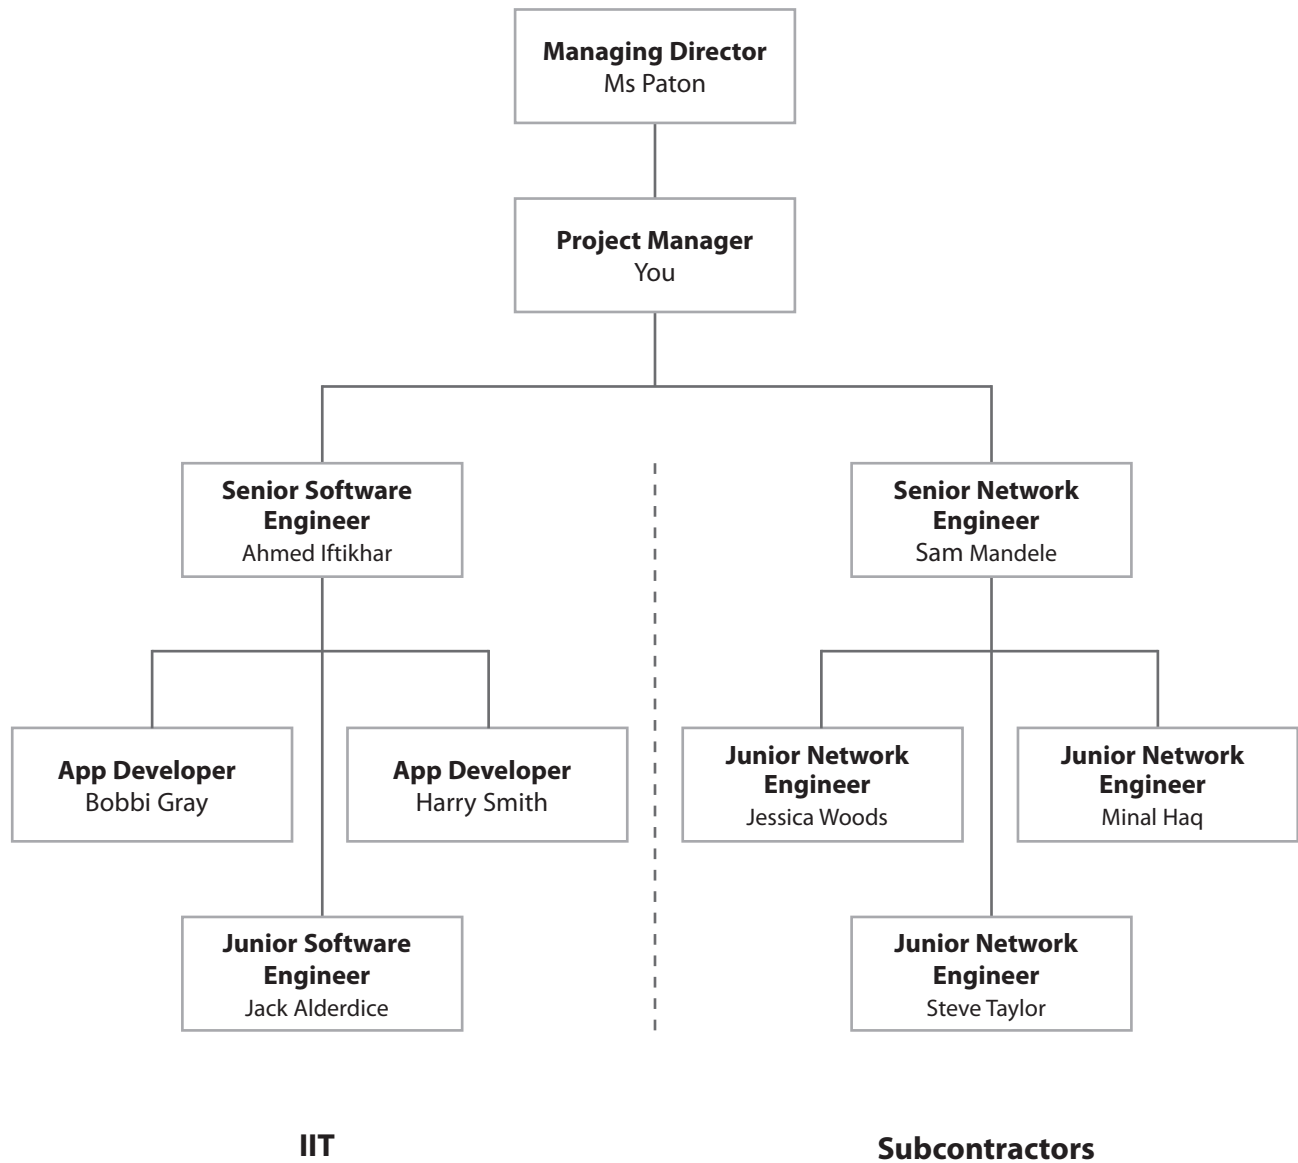 Managing Director
Ms Paton
Project Manager
You
Senior Software
Engineer
Ahmed Iftikhar
Senior Network
Engineer
Sam Mandele
App Developer
Bobbi Gray
App Developer
Harry Smith
Junior Network
Engineer
Jessica Woods
Junior Network
Engineer
Minal Haq
Junior Software
Engineer
Jack Alderdice
Junior Network
Engineer
Steve Taylor
IIT
Subcontractors